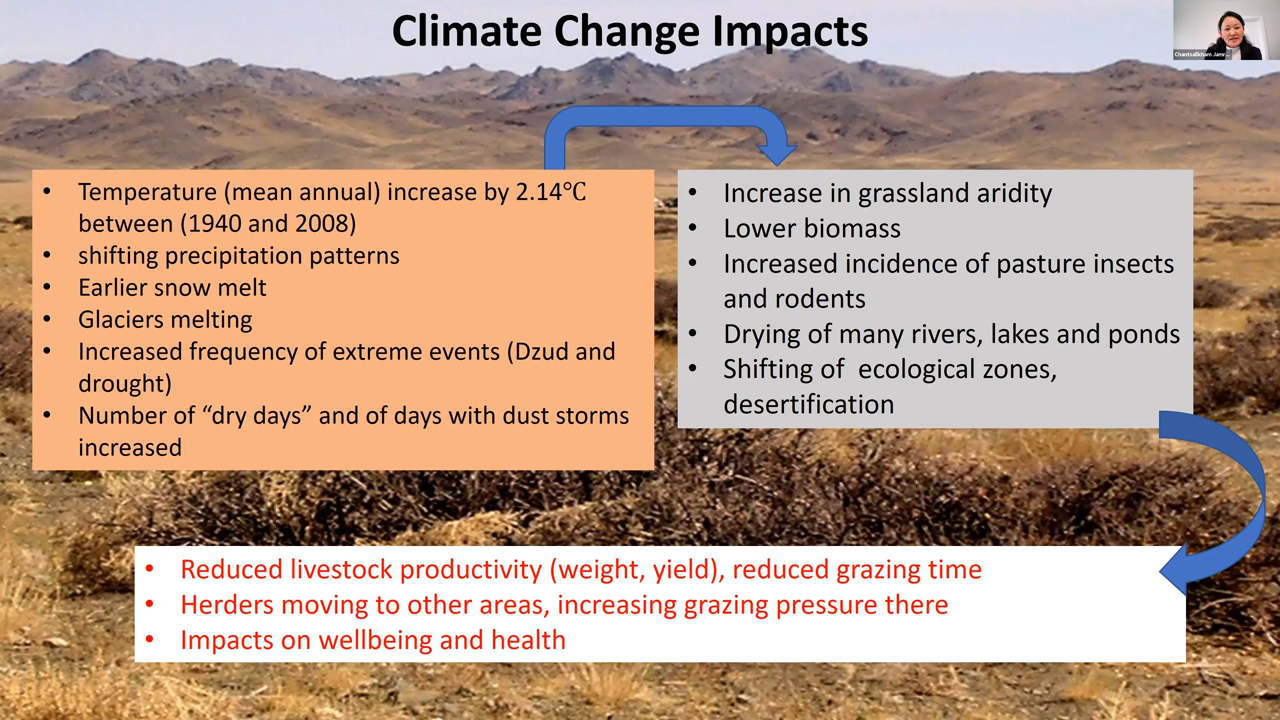 Climate Change Impacts
Chantsallkham Jamr...
• Temperature (mean annual) increase by 2.14℃
between (1940 and 2008)
• shifting precipitation patterns
• Earlier snow melt
• Glaciers melting
• Increased frequency of extreme events (Dzud and
drought)
• Number of “dry days” and of days with dust storms
increased
• Increase in grassland aridity
• Lower biomass
• Increased incidence of pasture insects
and rodents
• Drying of many rivers, lakes and ponds
• Shifting of ecological zones,
desertification
• Reduced livestock productivity (weight, yield), reduced grazing time
• Herders moving to other areas, increasing grazing pressure there
• Impacts on wellbeing and health